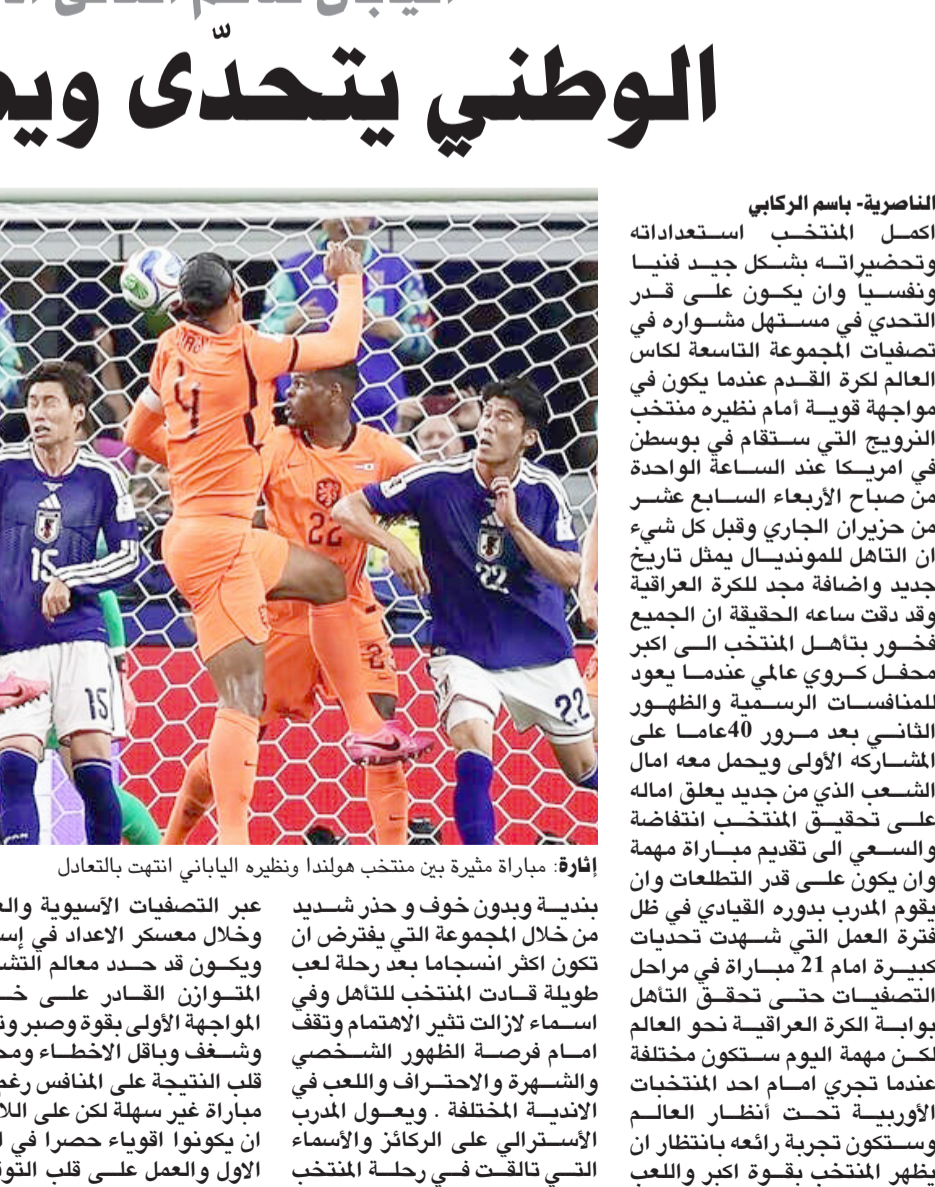 الوطني يتحدّى
الناصرية- باسم الركابي
اكمل المنتخب استعداداته
وتحضيراته بشكل جيد فنيا
ونفسيا وان يكون على قدر
التحدي في مستهل مشواره في
تصفيات المجموعة التاسعة لكاس
العالم لكرة القدم عندما يكون في
مواجهة قوية أمام نظيره منتخب
النرويج التي ستقام في بوسطن
في امريكا عند الساعة الواحدة
من صباح الأربعاء السابع عشر
من حزيران الجاري وقبل كل شيء
ان التاهل للمونديال يمثل تاريخ
جديد واضافة مجد للكرة العراقية
وقد دقت ساعه الحقيقة ان الجميع
فخور بتأهل المنتخب الى اكبر
محفل كروي عالمي عندما يعود
للمنافسات الرسمية والظهور
الثاني بعد مرور 40عاما على
المشاركه الأولى ويحمل معه امال
الشعب الذي من جديد يعلق اماله
على تحقيق المنتخب انتفاضة
والسعي الى تقديم مباراة مهمة
وان يكون على قدر التطلعات وان
يقوم المدرب بدوره القيادي في ظل
فترة العمل التي شهدت تحديات
كبيرة امام 21 مباراة في مراحل
التصفيات حتى تحقق التأهل
بوابة الكرة العراقية نحو العالم
لكن مهمة اليوم ستكون مختلفة
عندما تجري امام احد المنتخبات
الأوربية تحت أنظار العالم
وستكون تجربة رائعه بانتظار ان
يظهر المنتخب بقوة اكبر واللعب
4
22
2
15
15
22
22
إثارة: مباراة مثيرة بين منتخب هولندا ونظيره الياباني انتهت بالتعادل
بندية وبدون خوف و حذر شديد
من خلال المجموعة التي يفترض ان
تكون اكثر انسجاما بعد رحلة لعب
طويلة قادت المنتخب للتأهل وفي
اسماء لازالت تثير الاهتمام وتقف
امام فرصة الظهور الشخصي
والشهرة والاحتراف واللعب في
الاندية المختلفة . ويعول المدرب
الأسترالي على الركائز والأسماء
التي تالقت في رحلة المنتخب
عبر التصفيات الآسيوية
وخلال معسكر الاعداد في
ويكون قد حدد معالم
المتوازن القادر على
المواجهة الأولى بقوة وصبر
وشغف وباقل الاخطاء
قلب النتيجة على المنافس رغم
مباراة غير سهلة لكن على
ان يكونوا اقوياء حصرا في
الاول والعمل على قلب